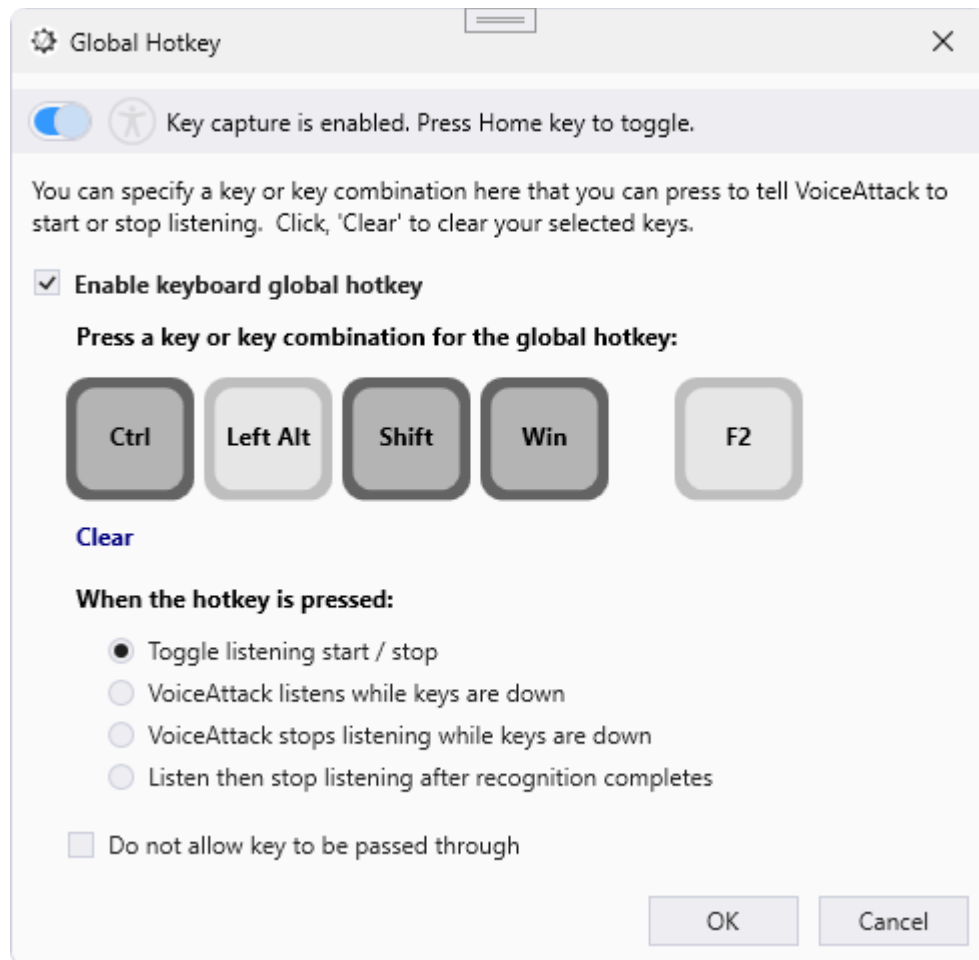 Global Hotkey
Key capture is enabled. Press Home key to toggle.
You can specify a key or key combination here that you can press to tell VoiceAttack to
start or stop listening.  Click, 'Clear' to clear your selected keys.
Enable keyboard global hotkey
Press a key or key combination for the global hotkey:
Ctrl Left Alt Shift Win F2
Clear
When the hotkey is pressed:
Toggle listening start / stop
VoiceAttack listens while keys are down
VoiceAttack stops listening while keys are down
Listen then stop listening after recognition completes
Do not allow key to be passed through
OK Cancel